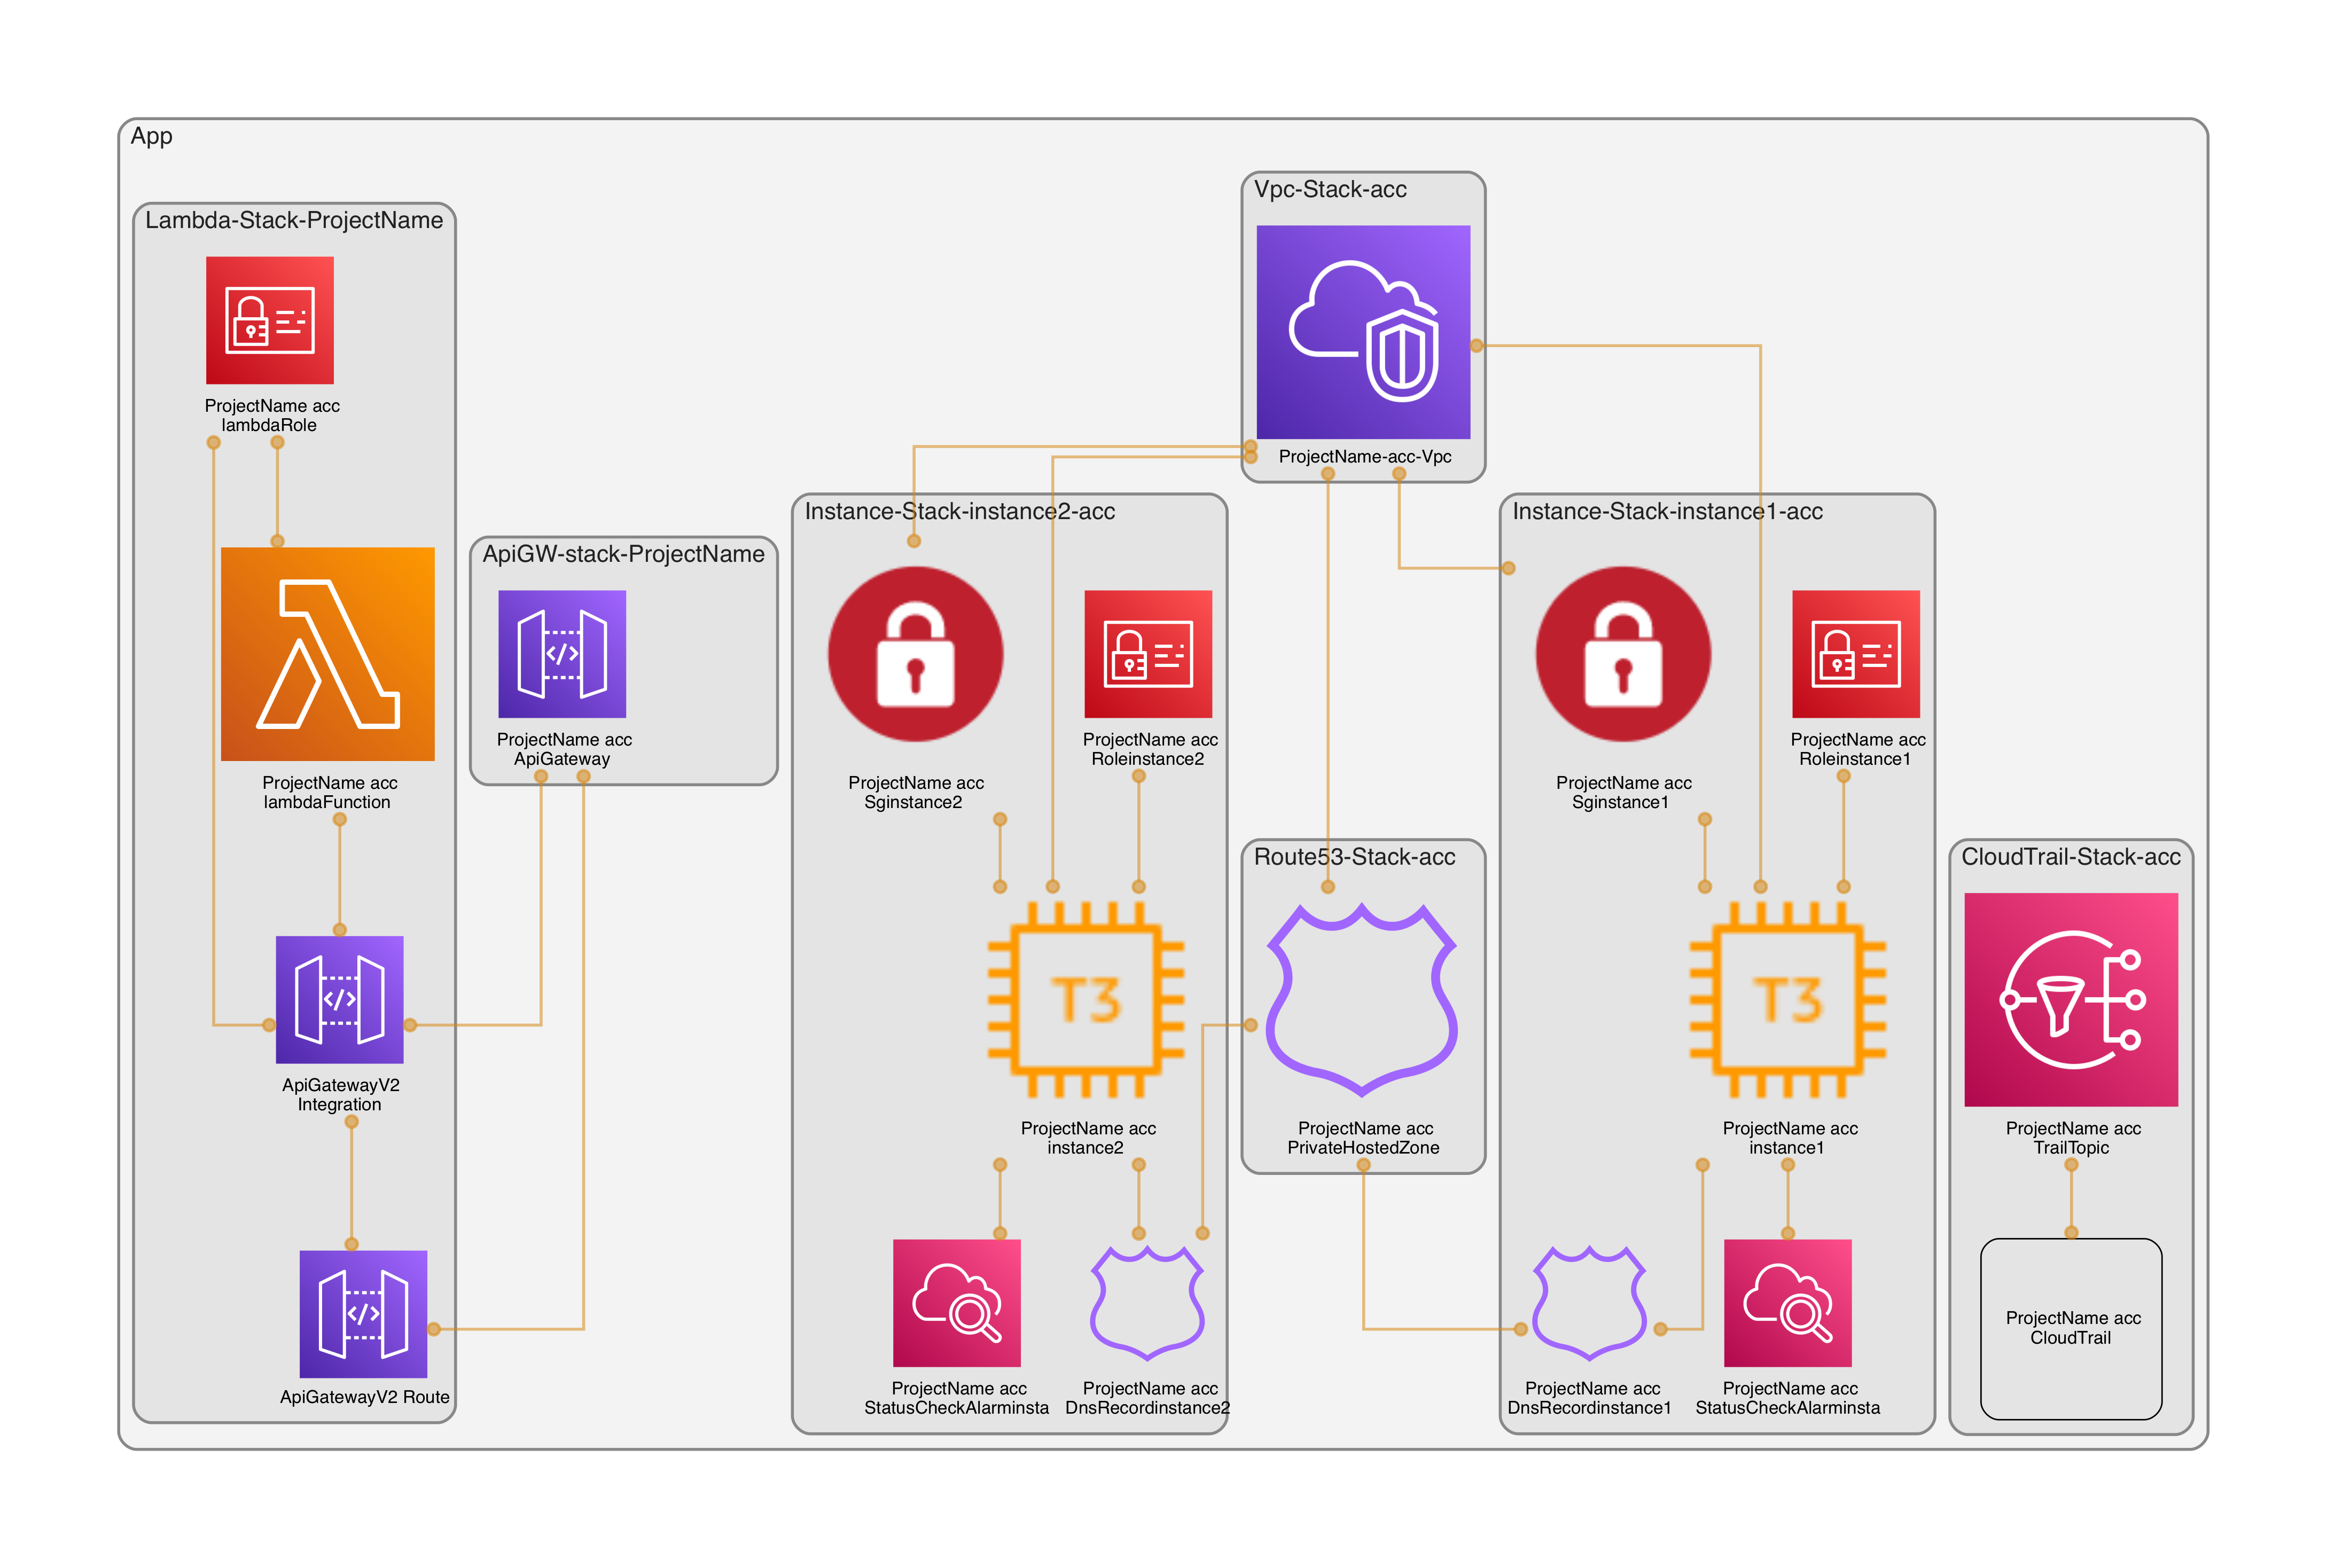 App
Lambda-Stack-ProjectName
ProjectName acc
lambdaRole
ProjectName acc
lambdaFunction
</>
ApiGatewayV2
Integration
</>
ApiGatewayV2 Route
ApiGW-stack-ProjectName
</>
ProjectName acc
ApiGateway
Vpc-Stack-acc
ProjectName-acc-Vpc
Instance-Stack-instance2-acc
ProjectName acc
Sginstance2
ProjectName acc
Roleinstance2
T3
ProjectName acc
instance2
ProjectName acc
StatusCheckAlarminsta
ProjectName acc
DnsRecordinstance2
Route53-Stack-acc
ProjectName acc
PrivateHostedZone
Instance-Stack-instance1-acc
ProjectName acc
Sginstance1
ProjectName acc
Roleinstance1
T3
ProjectName acc
instance1
ProjectName acc
DnsRecordinstance1
ProjectName acc
StatusCheckAlarminsta
CloudTrail-Stack-acc
ProjectName acc
TrailTopic
ProjectName acc
CloudTrail